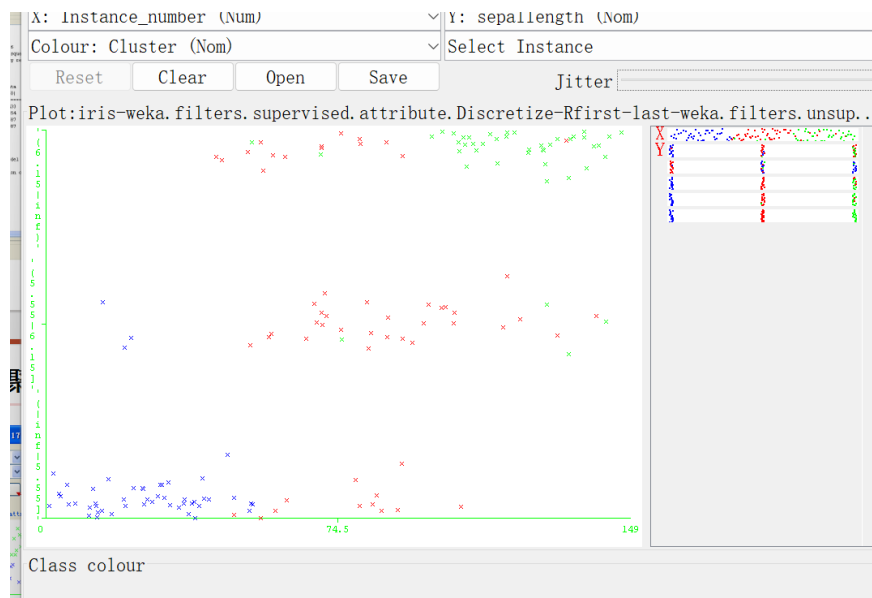 X: Instance_number (Num)
Y: sepallength (Nom)
Colour: Cluster (Nom)
Select Instance
Reset
Clear
Open
Save
Jitter
Plot:iris-weka.filters.supervised.attribute.Discretize-Rfirst-last-weka.filters.unsup..
X
Y
0
74.5
149
Class colour